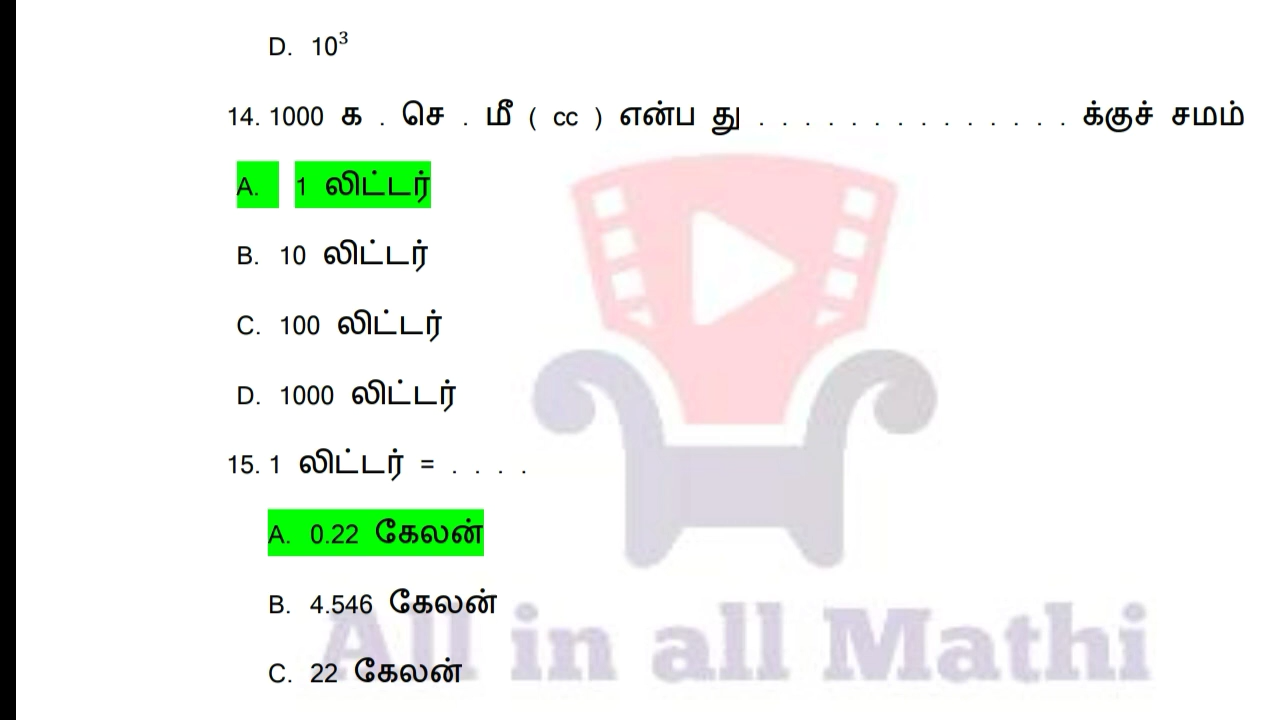 D. 10³
14. 1000 க . செ . மீ ( cc ) என்ப து . . . . . . . . . . . . . . க்குச் சமம்
A. 1 லிட்டர்
B. 10 லிட்டர்
C. 100 லிட்டர்
D. 1000 லிட்டர்
15. 1 லிட்டர் = . . . .
A. 0.22 கேலன்
B. 4.546 கேலன்
All in all Mathi
C. 22 கேலன்